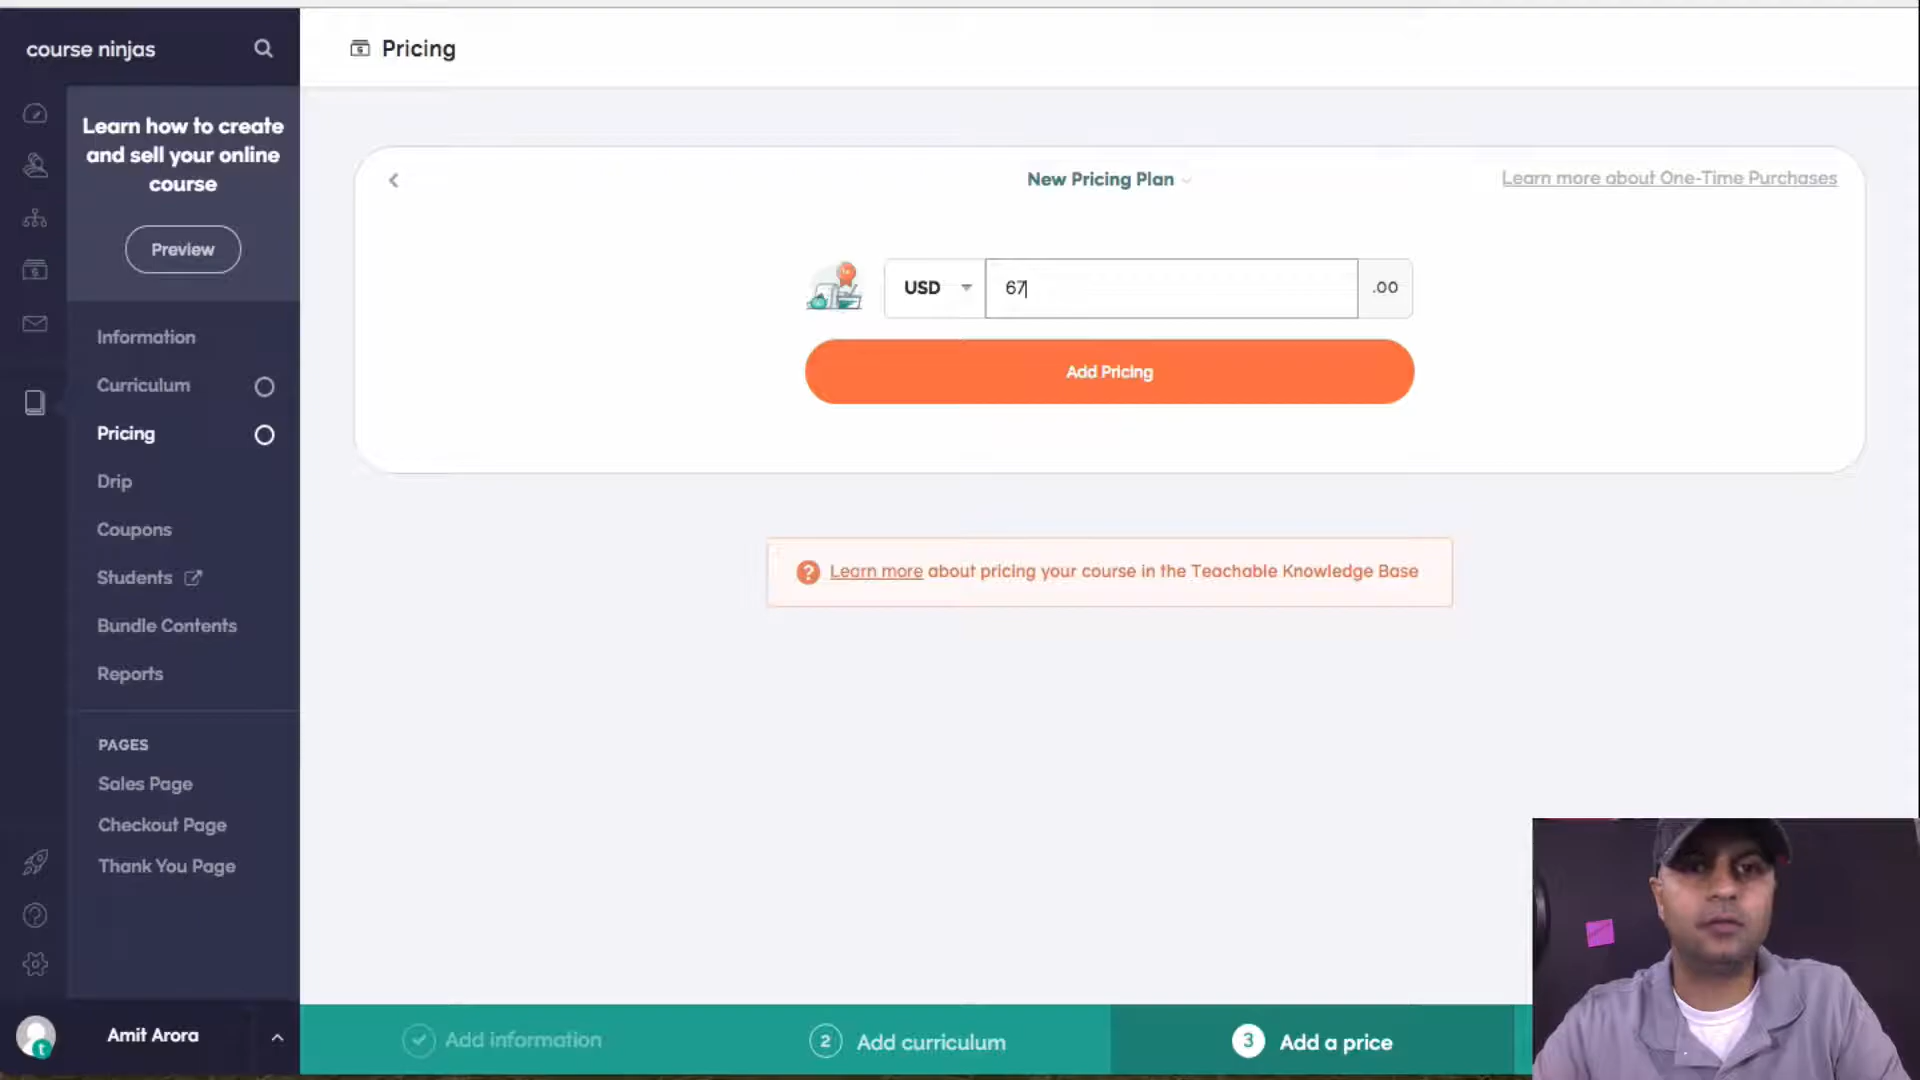 course ninjas
Pricing
Learn how to create
and sell your online
course
Preview
Information
Curriculum
Pricing
Drip
Coupons
Students
Bundle Contents
Reports
PAGES
Sales Page
Checkout Page
Thank You Page
Amit Arora
New Pricing Plan
Learn more about One-Time Purchases
USD
67
.00
Add Pricing
Learn more about pricing your course in the Teachable Knowledge Base
Add information
2 Add curriculum
3 Add a price